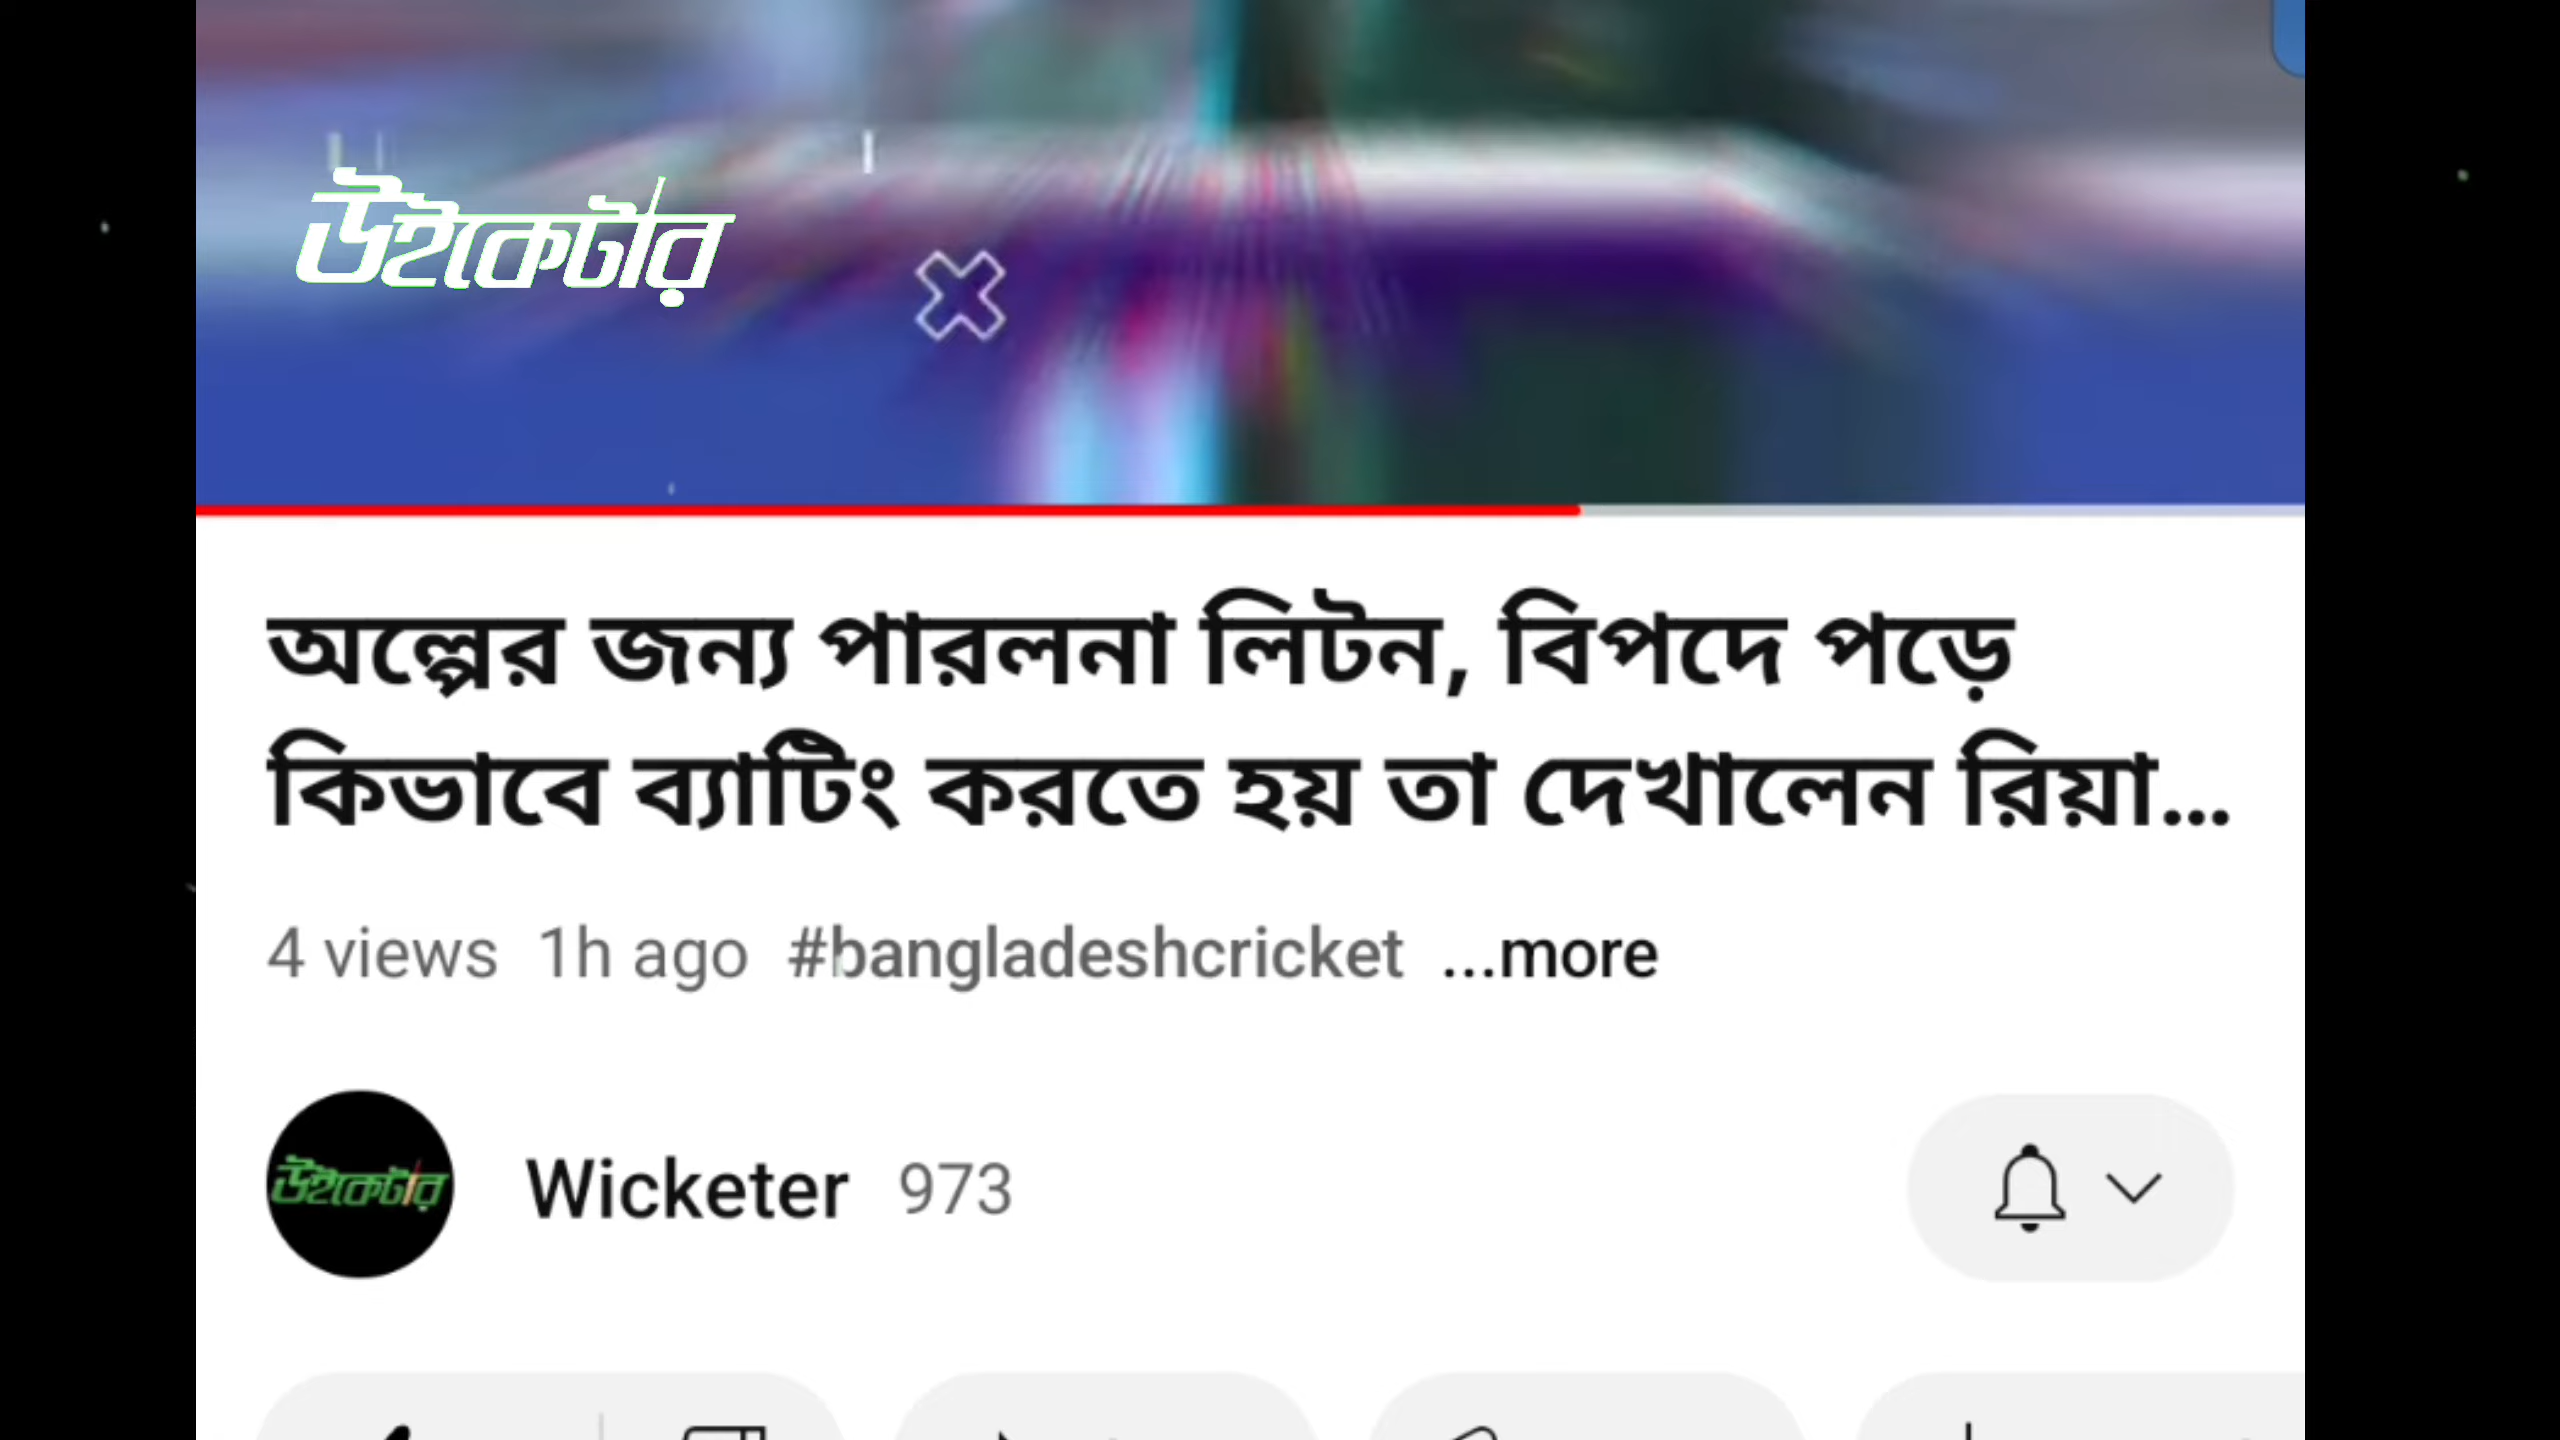 উইকেটার
অল্পের জন্য পারলনা লিটন, বিপদে পড়ে
কিভাবে ব্যাটিং করতে হয় তা দেখালেন রিয়া...
4 views 1h ago #bangladeshcricket ...more
উইকেটার
Wicketer 973